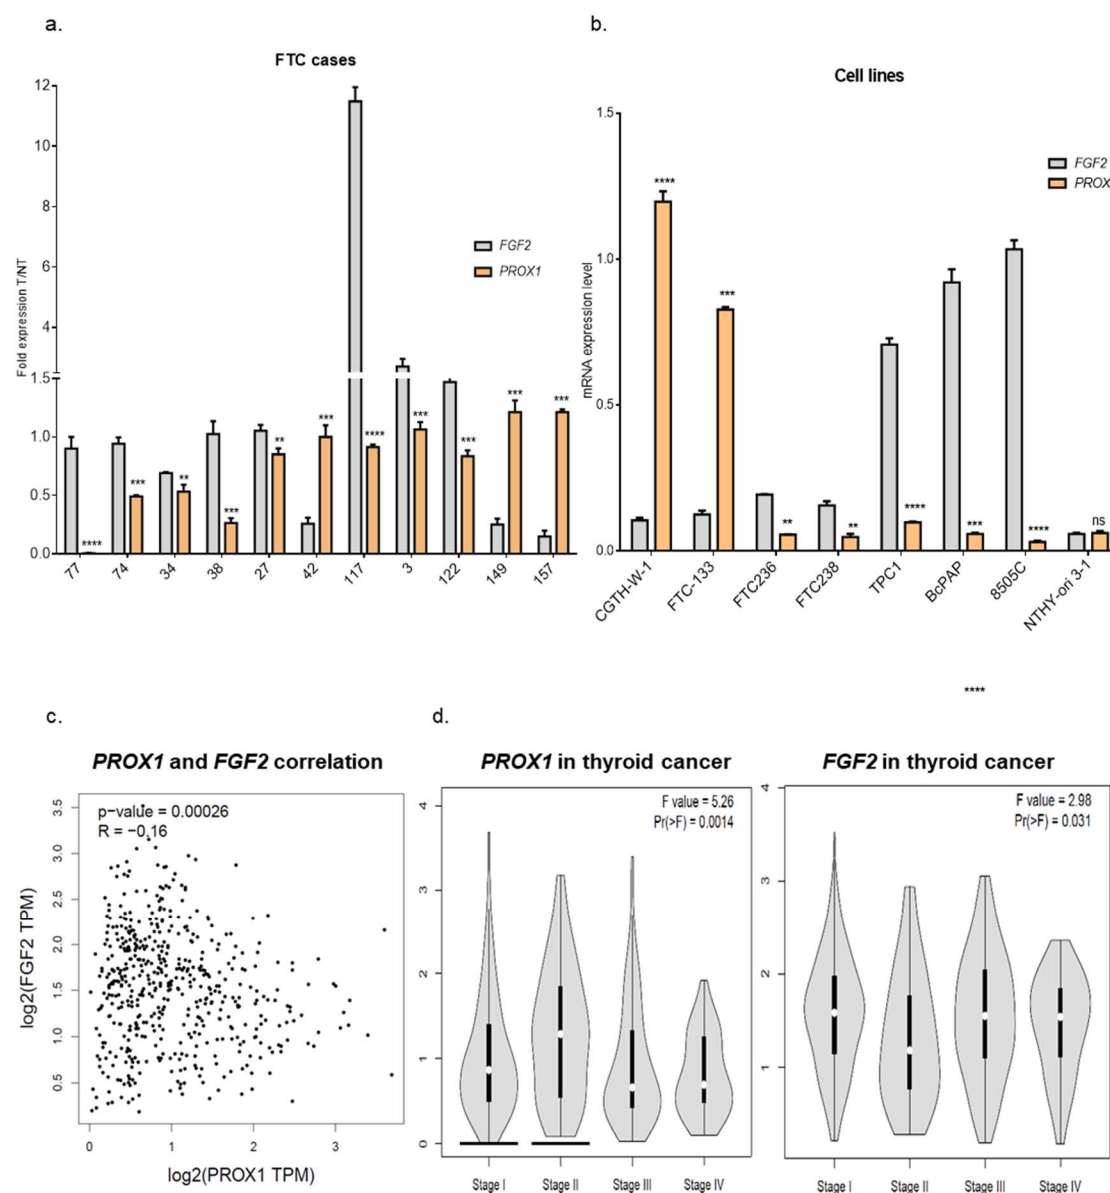 a.
FTC cases
Fold expression T/NT
12
10
8
6
4
1.5
1.0
0.5
0.0
FGF2
PROX1
****
***
**
***
**
***
****
***
***
***
***
77
74
34
38
27
42
117
3
122
149
157
b.
Cell lines
mRNA expression level
1.5
1.0
0.5
0.0
FGF2
PROX
****
***
**
**
****
***
****
ns
CGTH-W-1
FTC-133
FTC236
FTC238
TPC1
BcPAP
8505C
NTHY-ori 3-1
****
c.
PROX1 and FGF2 correlation
p-value = 0.00026
R = -0.16
log2(FGF2 TPM)
3.5
3.0
2.5
2.0
1.5
1.0
0.5
0
1
2
3
log2(PROX1 TPM)
d.
PROX1 in thyroid cancer
F value = 5.26
Pr(>F) = 0.0014
4
3
2
1
0
Stage I
Stage II
Stage III
Stage IV
FGF2 in thyroid cancer
F value = 2.98
Pr(>F) = 0.031
4
3
2
1
Stage I
Stage II
Stage III
Stage IV